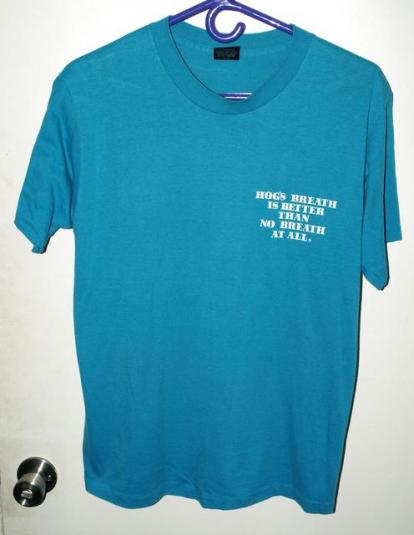 HOG'S BREATH
IS BETTER
THAN
NO BREATH
AT ALL.